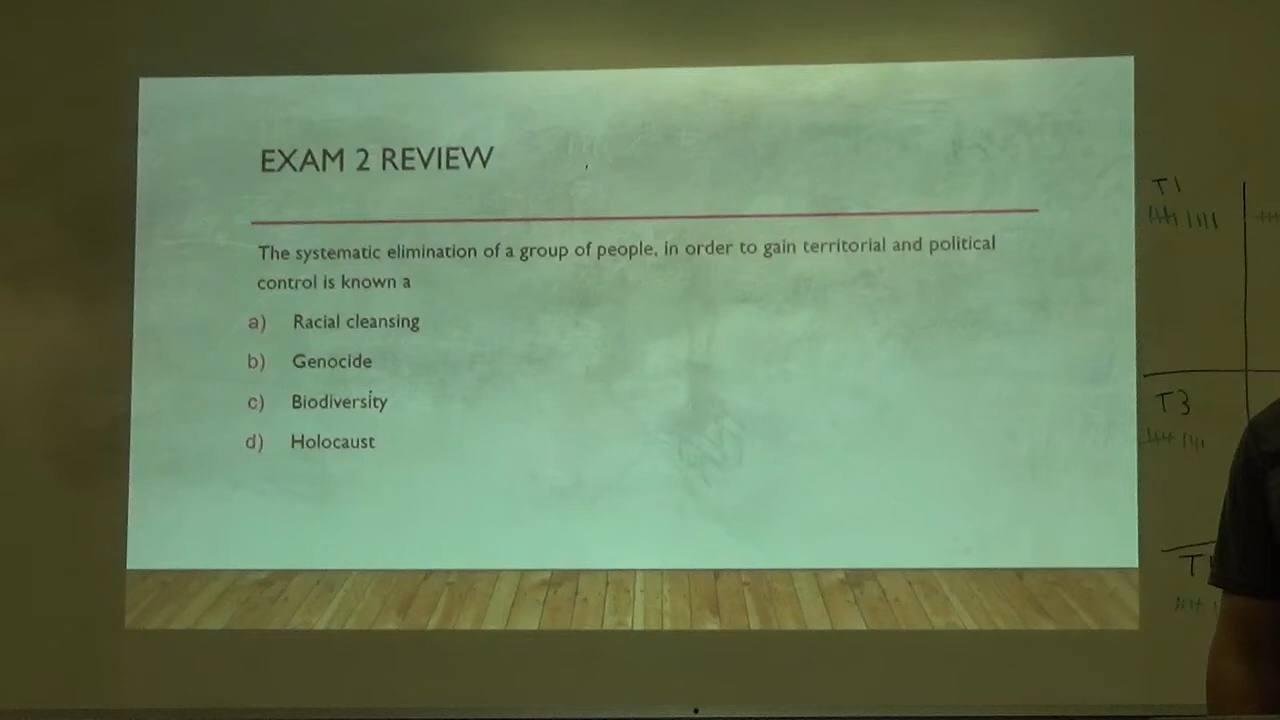 EXAM 2 REVIEW
The systematic elimination of a group of people, in order to gain territorial and political
control is known a
a) Racial cleansing
b) Genocide
c) Biodiversity
d) Holocaust
T1
T3